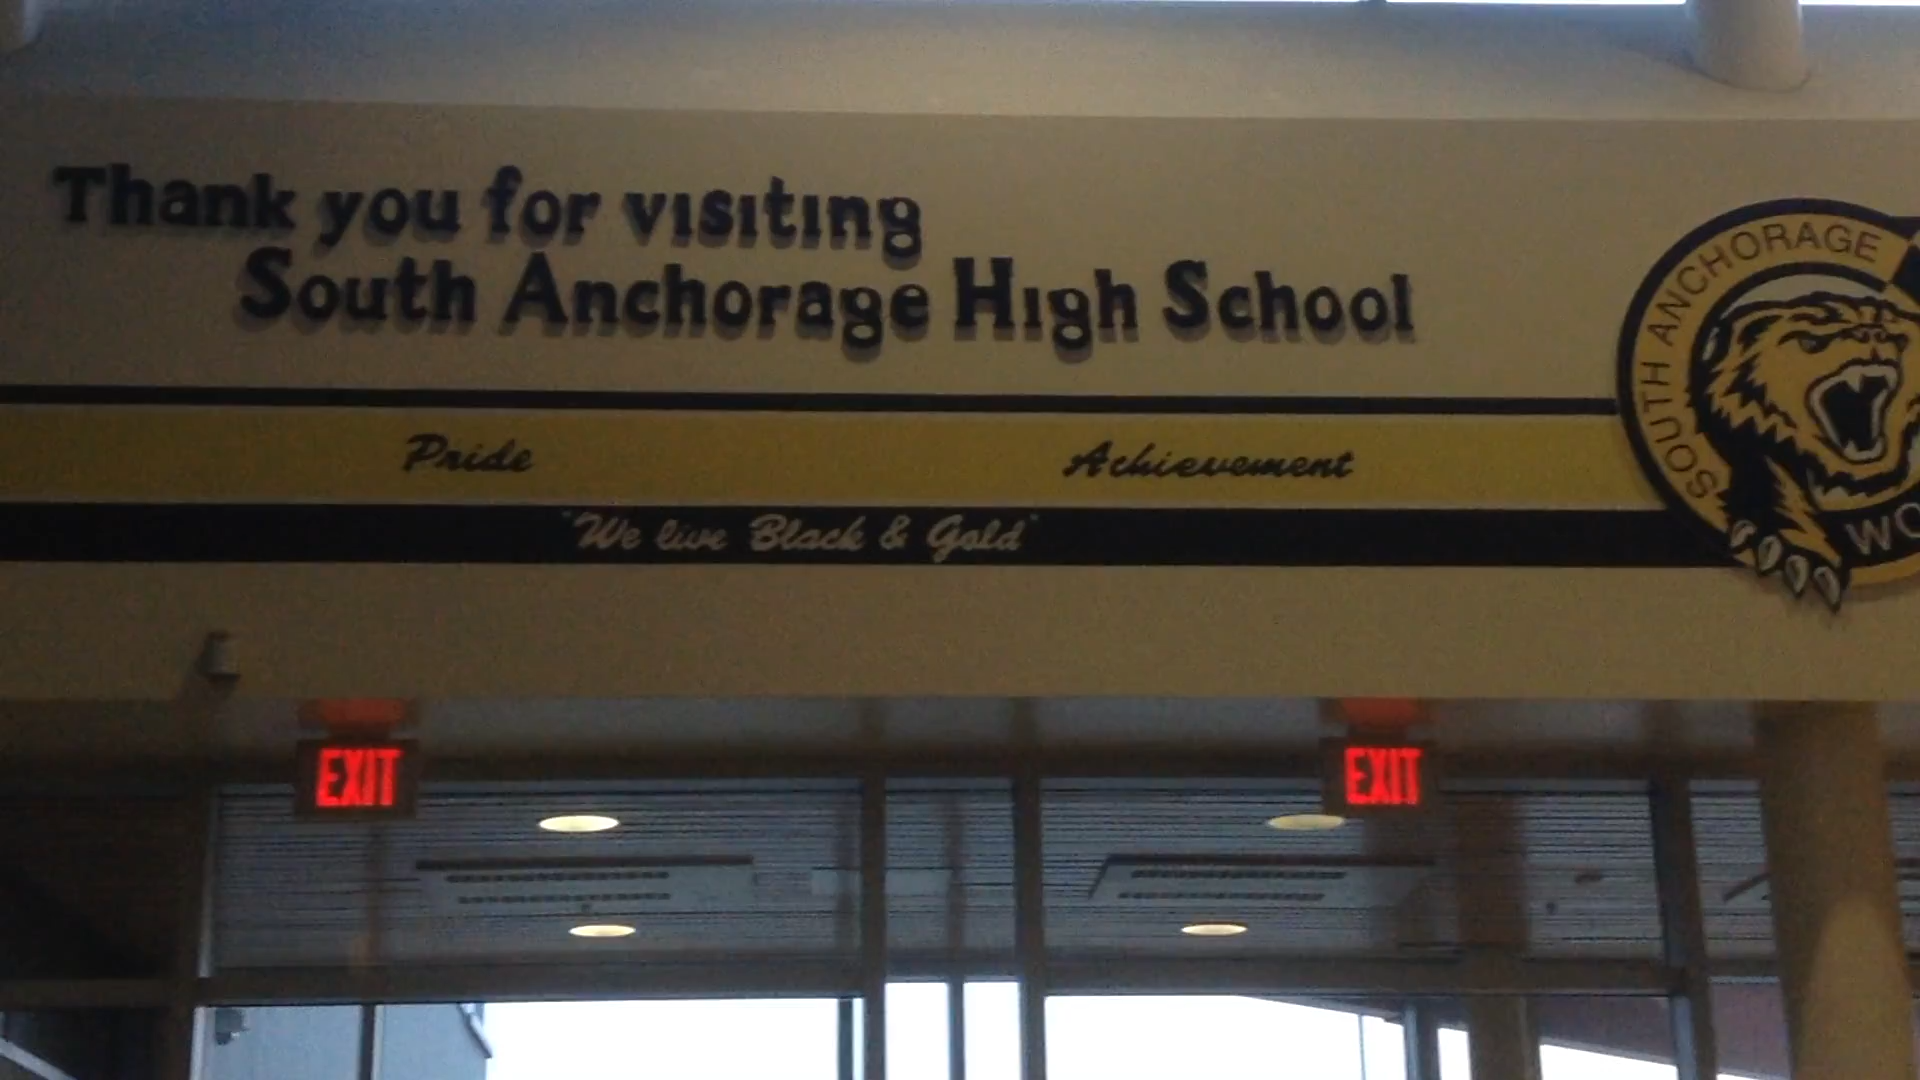 Thank you for visiting
South Anchorage High School
SOUTH ANCHORAGE
Pride Achievement
"We live Black & Gold"
EXIT EXIT